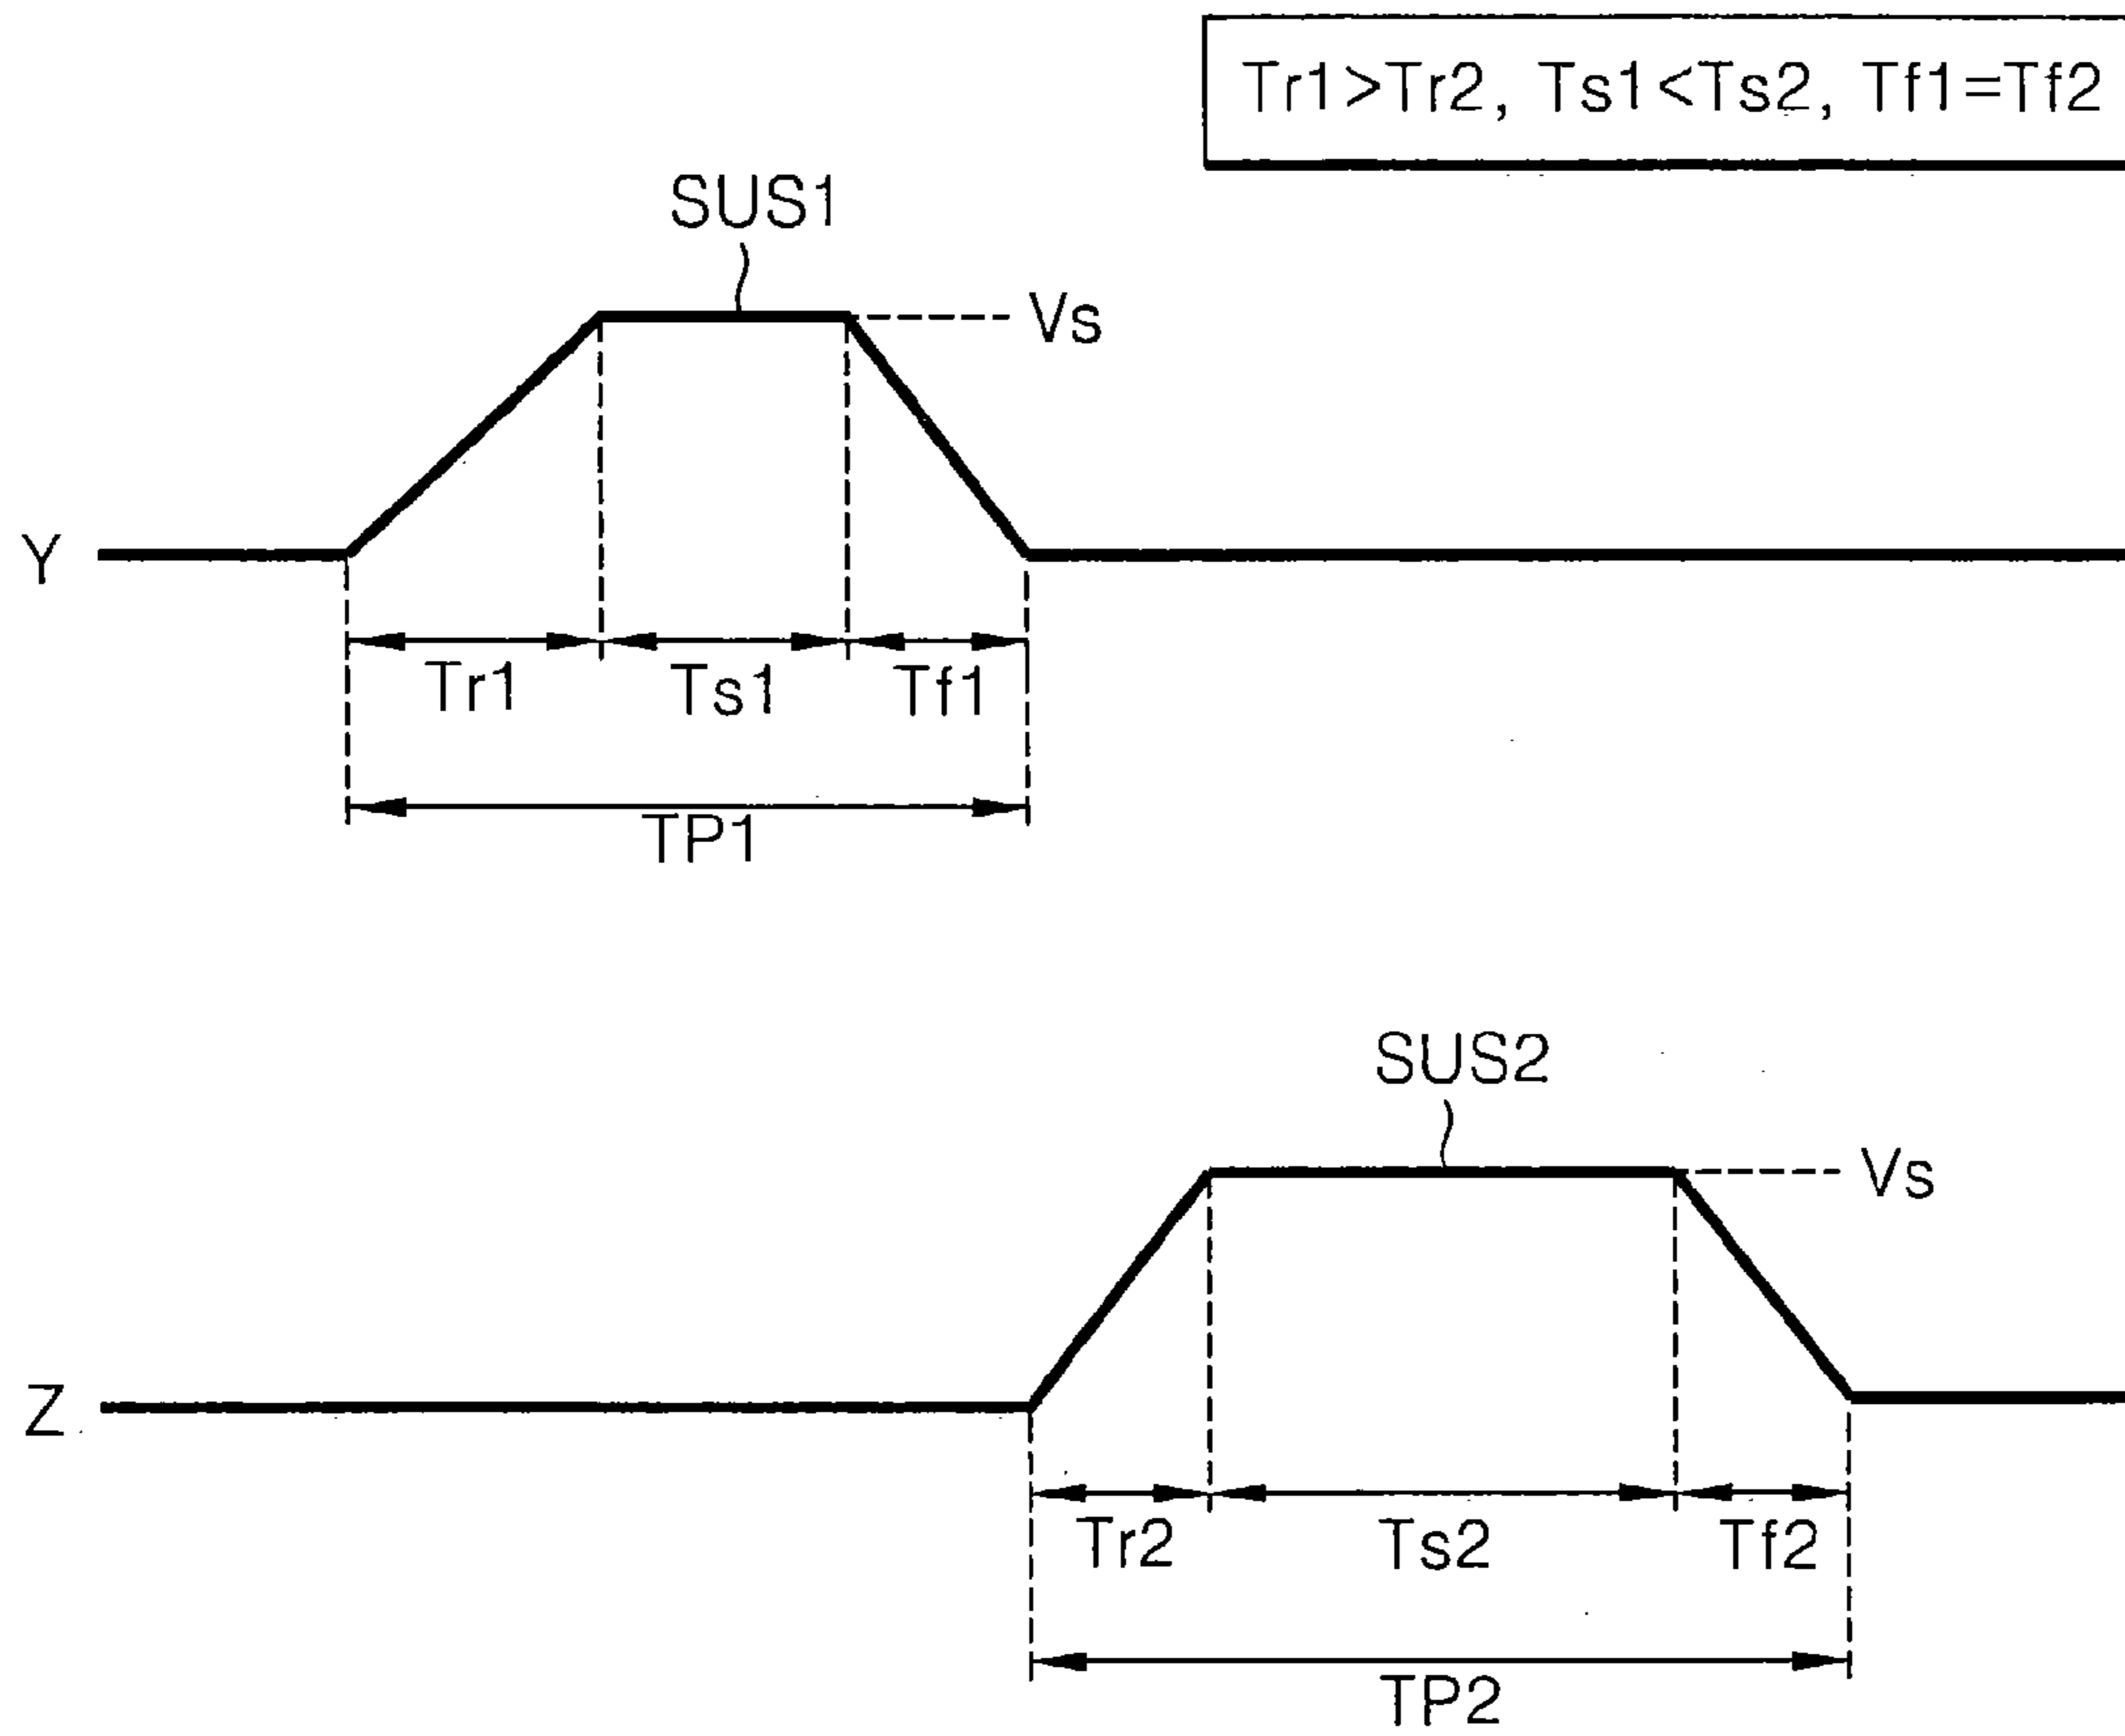 Tr1>Tr2, Ts1<Ts2, Tf1=Tf2
SUS1
Vs
Y
Tr1 Ts1 Tf1
TP1
SUS2
Vs
Z
Tr2 Ts2 Tf2
TP2